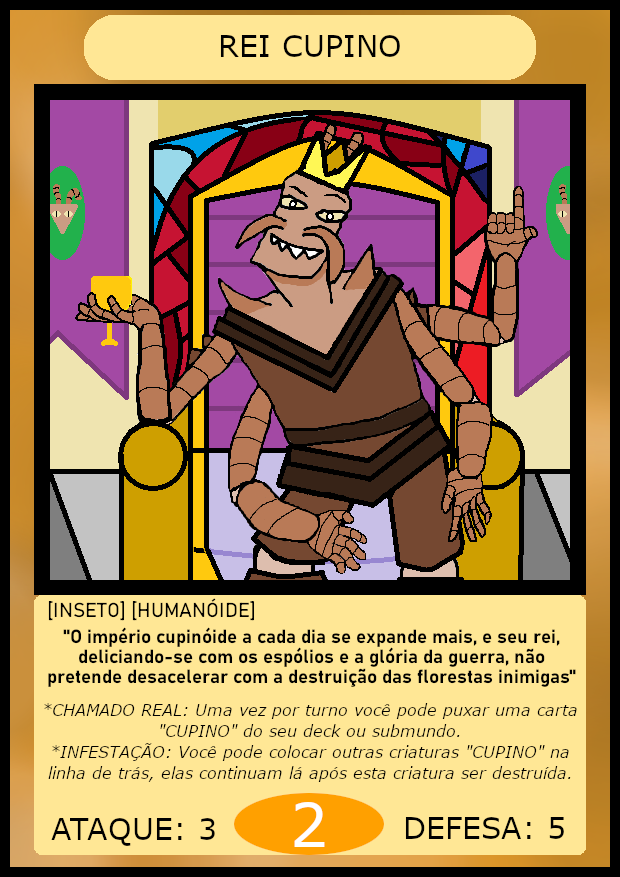 REI CUPINO
[INSETO] [HUMANÓIDE]
"O império cupinóide a cada dia se expande mais, e seu rei,
deliciando-se com os espólios e a glória da guerra, não
pretende desacelerar com a destruição das florestas inimigas"
*CHAMADO REAL: Uma vez por turno você pode puxar uma carta
"CUPINO" do seu deck ou submundo.
*INFESTAÇÃO: Você pode colocar outras criaturas "CUPINO" na
linha de trás, elas continuam lá após esta criatura ser destruída.
ATAQUE: 3 2 DEFESA: 5